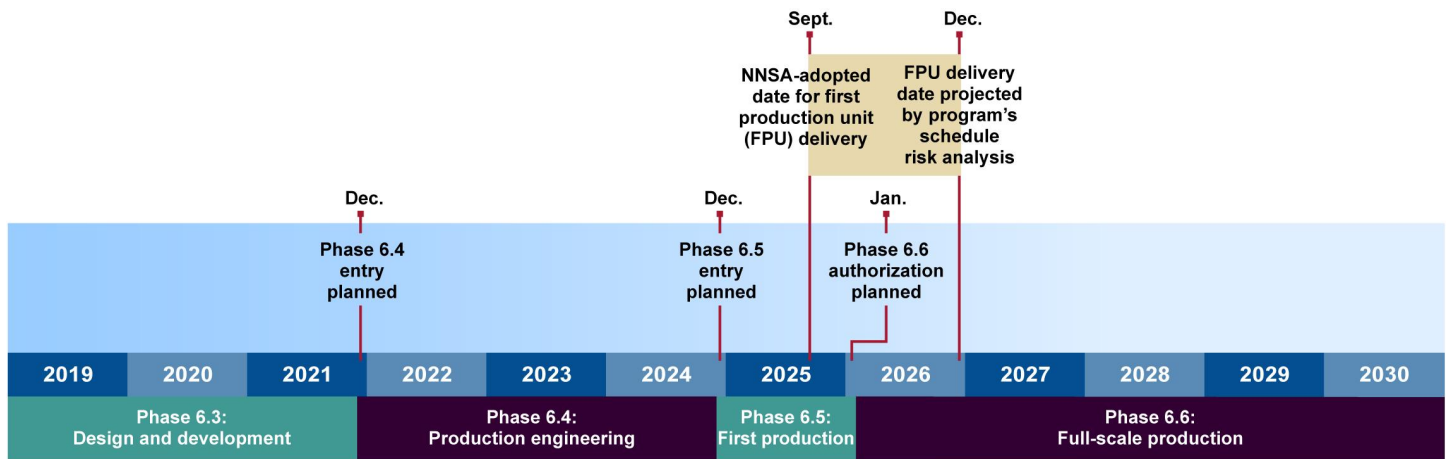 Sept.
Dec.
NNSA-adopted
date for first
production unit
(FPU) delivery
FPU delivery
date projected
by program's
schedule
risk analysis
Dec.
Dec.
Jan.
Phase 6.4
entry
planned
Phase 6.5
entry
planned
Phase 6.6
authorization
planned
2019 2020 2021 2022 2023 2024 2025 2026 2027 2028 2029 2030
Phase 6.3:
Design and development
Phase 6.4:
Production engineering
Phase 6.5:
First production
Phase 6.6:
Full-scale production